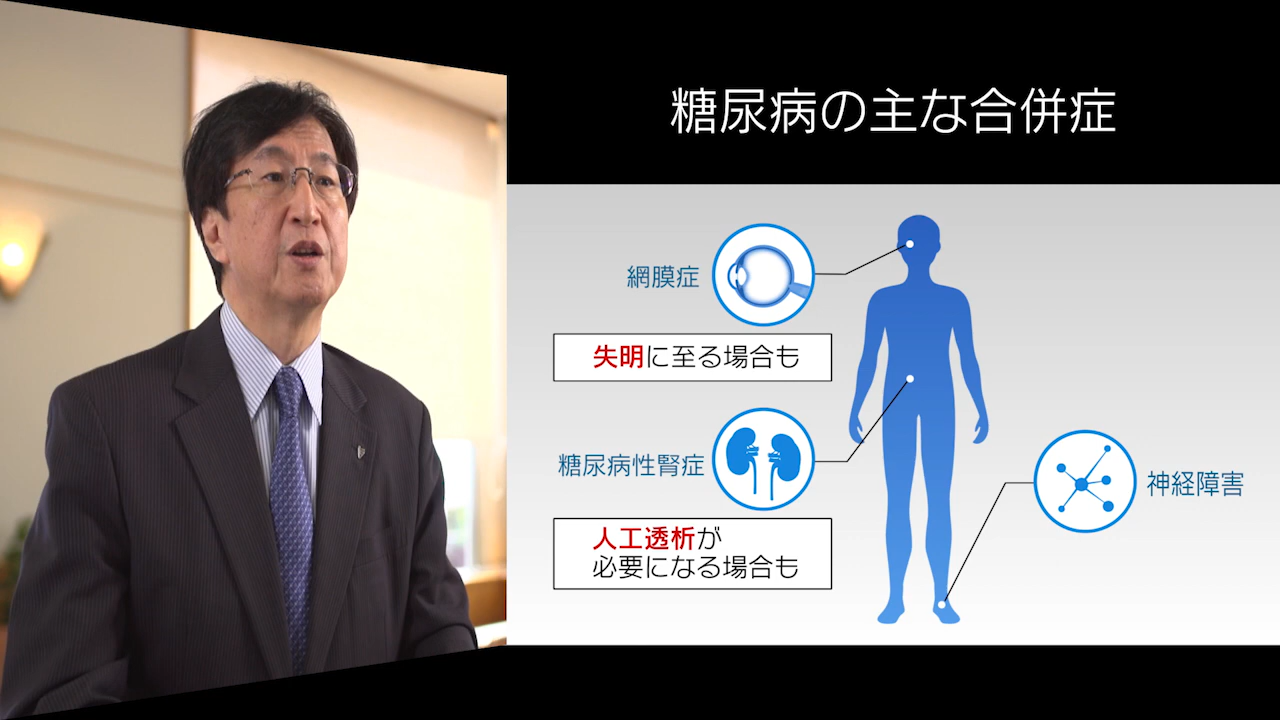 糖尿病の主な合併症
網膜症
失明に至る場合も
糖尿病性腎症
人工透析が
必要になる場合も
神経障害